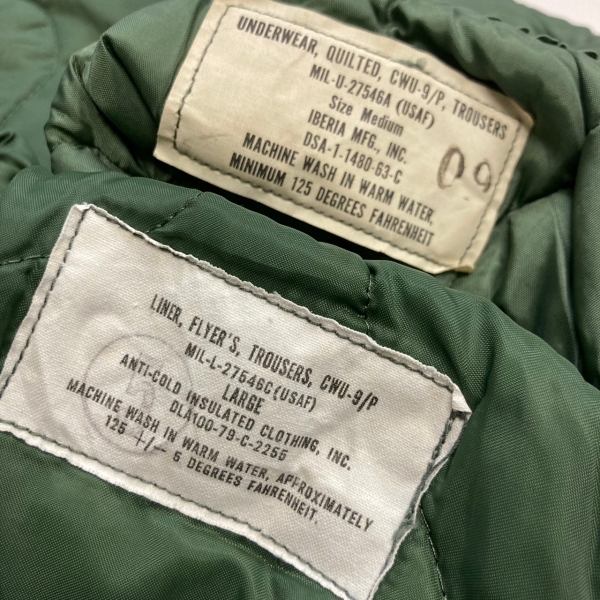 UNDERWEAR, QUILTED, CWU-9/P, TROUSERS
MIL-U-27546A (USAF)
Size Medium
IBERIA MFG., INC.
DSA-1-1480-63-C
MACHINE WASH IN WARM WATER,
MINIMUM 125 DEGREES FAHRENHEIT
09
LINER, FLYER'S, TROUSERS, CWU-9/P
MIL-L-27546C(USAF)
LARGE
ANTI-COLD INSULATED CLOTHING, INC.
DLA100-79-C-2256
MACHINE WASH IN WARM WATER, APPROXIMATELY
125 +/- 5 DEGREES FAHRENHEIT.